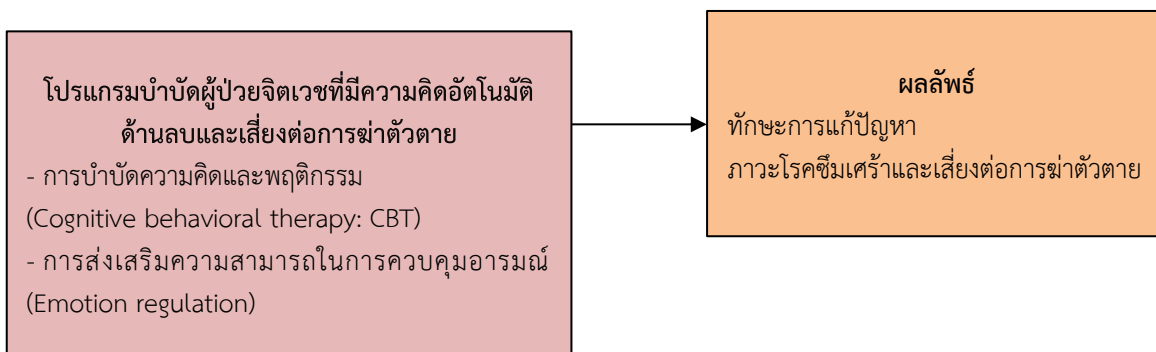 โปรแกรมบำบัดผู้ป่วยจิตเวชที่มีความคิดอัตโนมัติ
ด้านลบและเสี่ยงต่อการฆ่าตัวตาย
- การบำบัดความคิดและพฤติกรรม
(Cognitive behavioral therapy: CBT)
- การส่งเสริมความสามารถในการควบคุมอารมณ์
(Emotion regulation)
ผลลัพธ์
ทักษะการแก้ปัญหา
ภาวะโรคซึมเศร้าและเสี่ยงต่อการฆ่าตัวตาย